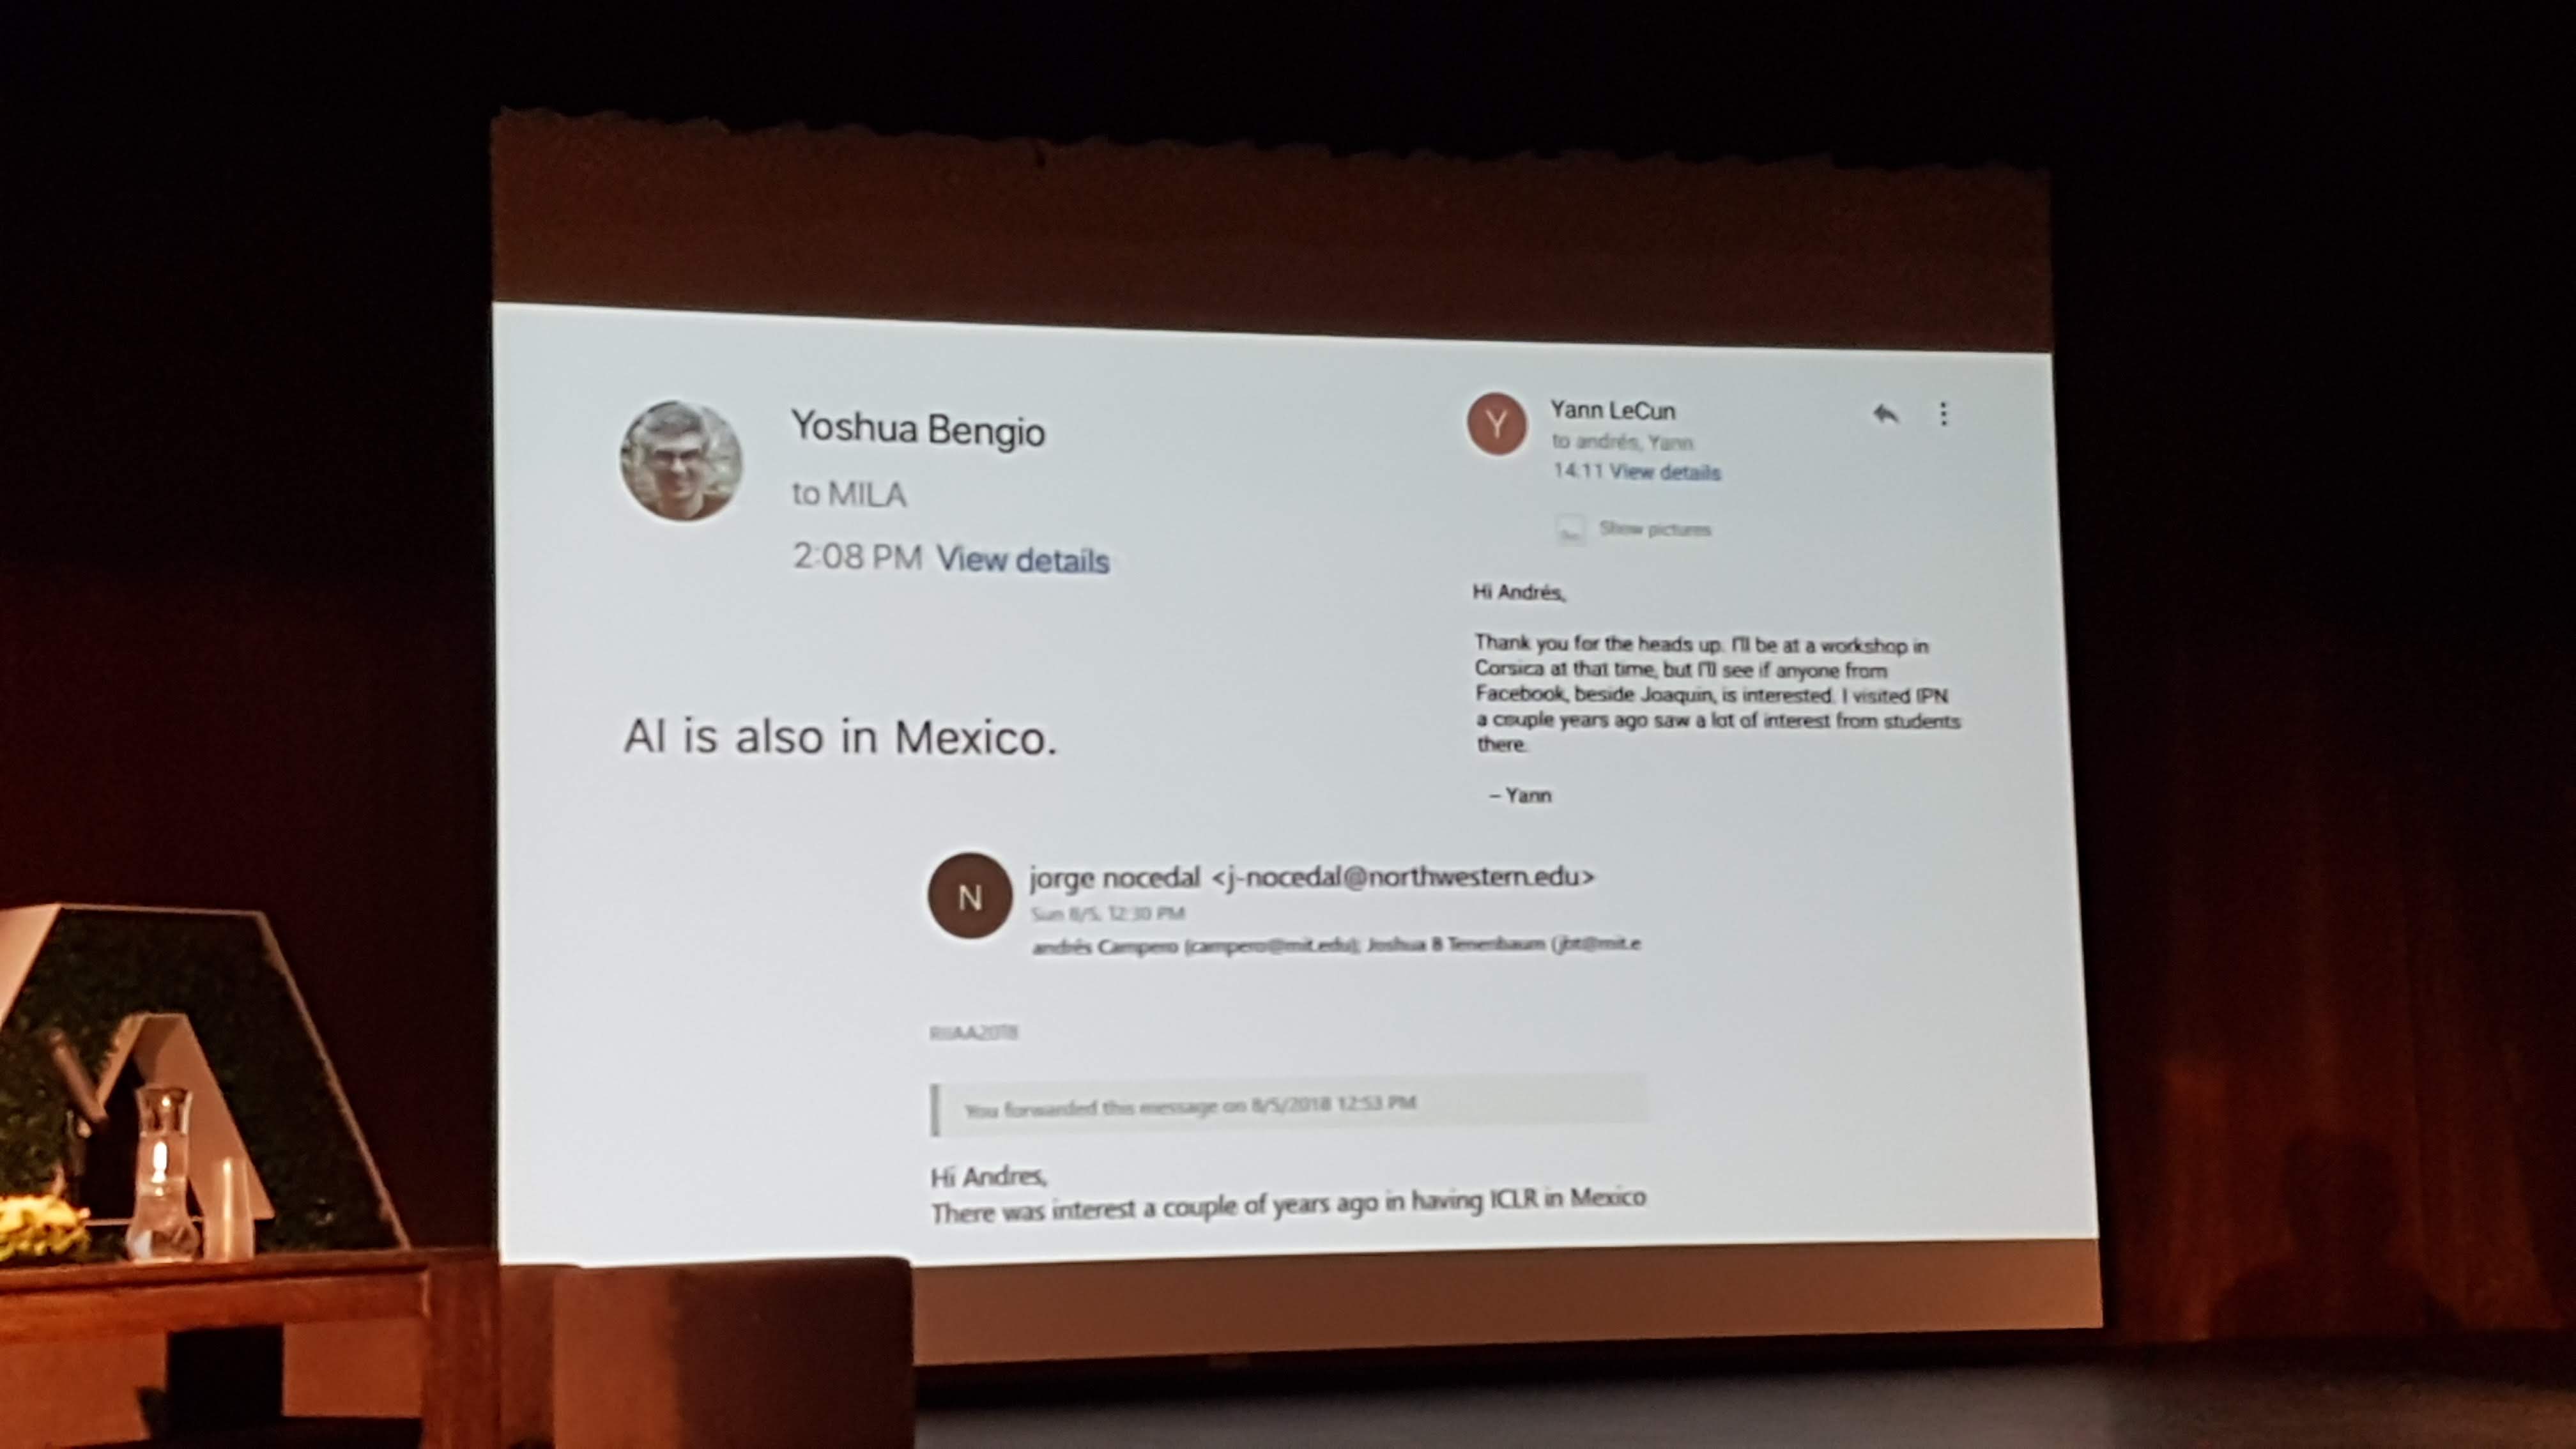 Yoshua Bengio
to MILA
2:08 PM View details
AI is also in Mexico.
Y
Yann LeCun
to andrés, Yann
14:11 View details
Show pictures
Hi Andrés,
Thank you for the heads up. I'll be at a workshop in
Corsica at that time, but I'll see if anyone from
Facebook, beside Joaquin, is interested. I visited IPN
a couple years ago saw a lot of interest from students
there.
– Yann
N
jorge nocedal <j-nocedal@northwestern.edu>
Sun 8/5, 12:30 PM
andrés Campero (campero@mit.edu); Joshua B Tenenbaum (jbt@mit.e
RIIAA2018
You forwarded this message on 8/5/2018 12:53 PM
Hi Andres,
There was interest a couple of years ago in having ICLR in Mexico